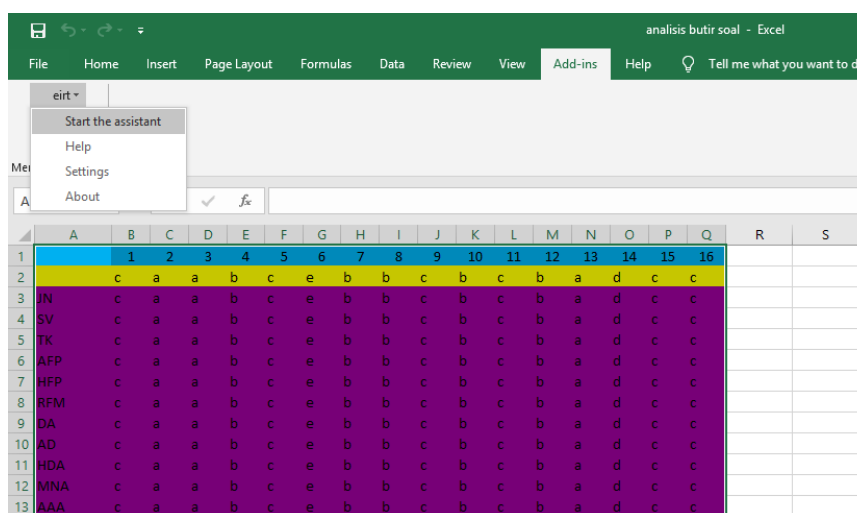 analisis butir soal - Excel
File Home Insert Page Layout Formulas Data Review View Add-ins Help Tell me what you want to d
eirt
Start the assistant
Help
Settings
About
Me
A fx
A B C D E F G H I J K L M N O P Q R S
1 1 2 3 4 5 6 7 8 9 10 11 12 13 14 15 16
2 c a a b c e b b c b c b a d c c
3 JN c a a b c e b b c b c b a d c c
4 SV c a a b c e b b c b c b a d c c
5 TK c a a b c e b b c b c b a d c c
6 AFP c a a b c e b b c b c b a d c c
7 HFP c a a b c e b b c b c b a d c c
8 RFM c a a b c e b b c b c b a d c c
9 DA c a a b c e b b c b c b a d c c
10 AD c a a b c e b b c b c b a d c c
11 HDA c a a b c e b b c b c b a d c c
12 MNA c a a b c e b b c b c b a d c c
13 AAA c a a b c e b b c b c b a d c c